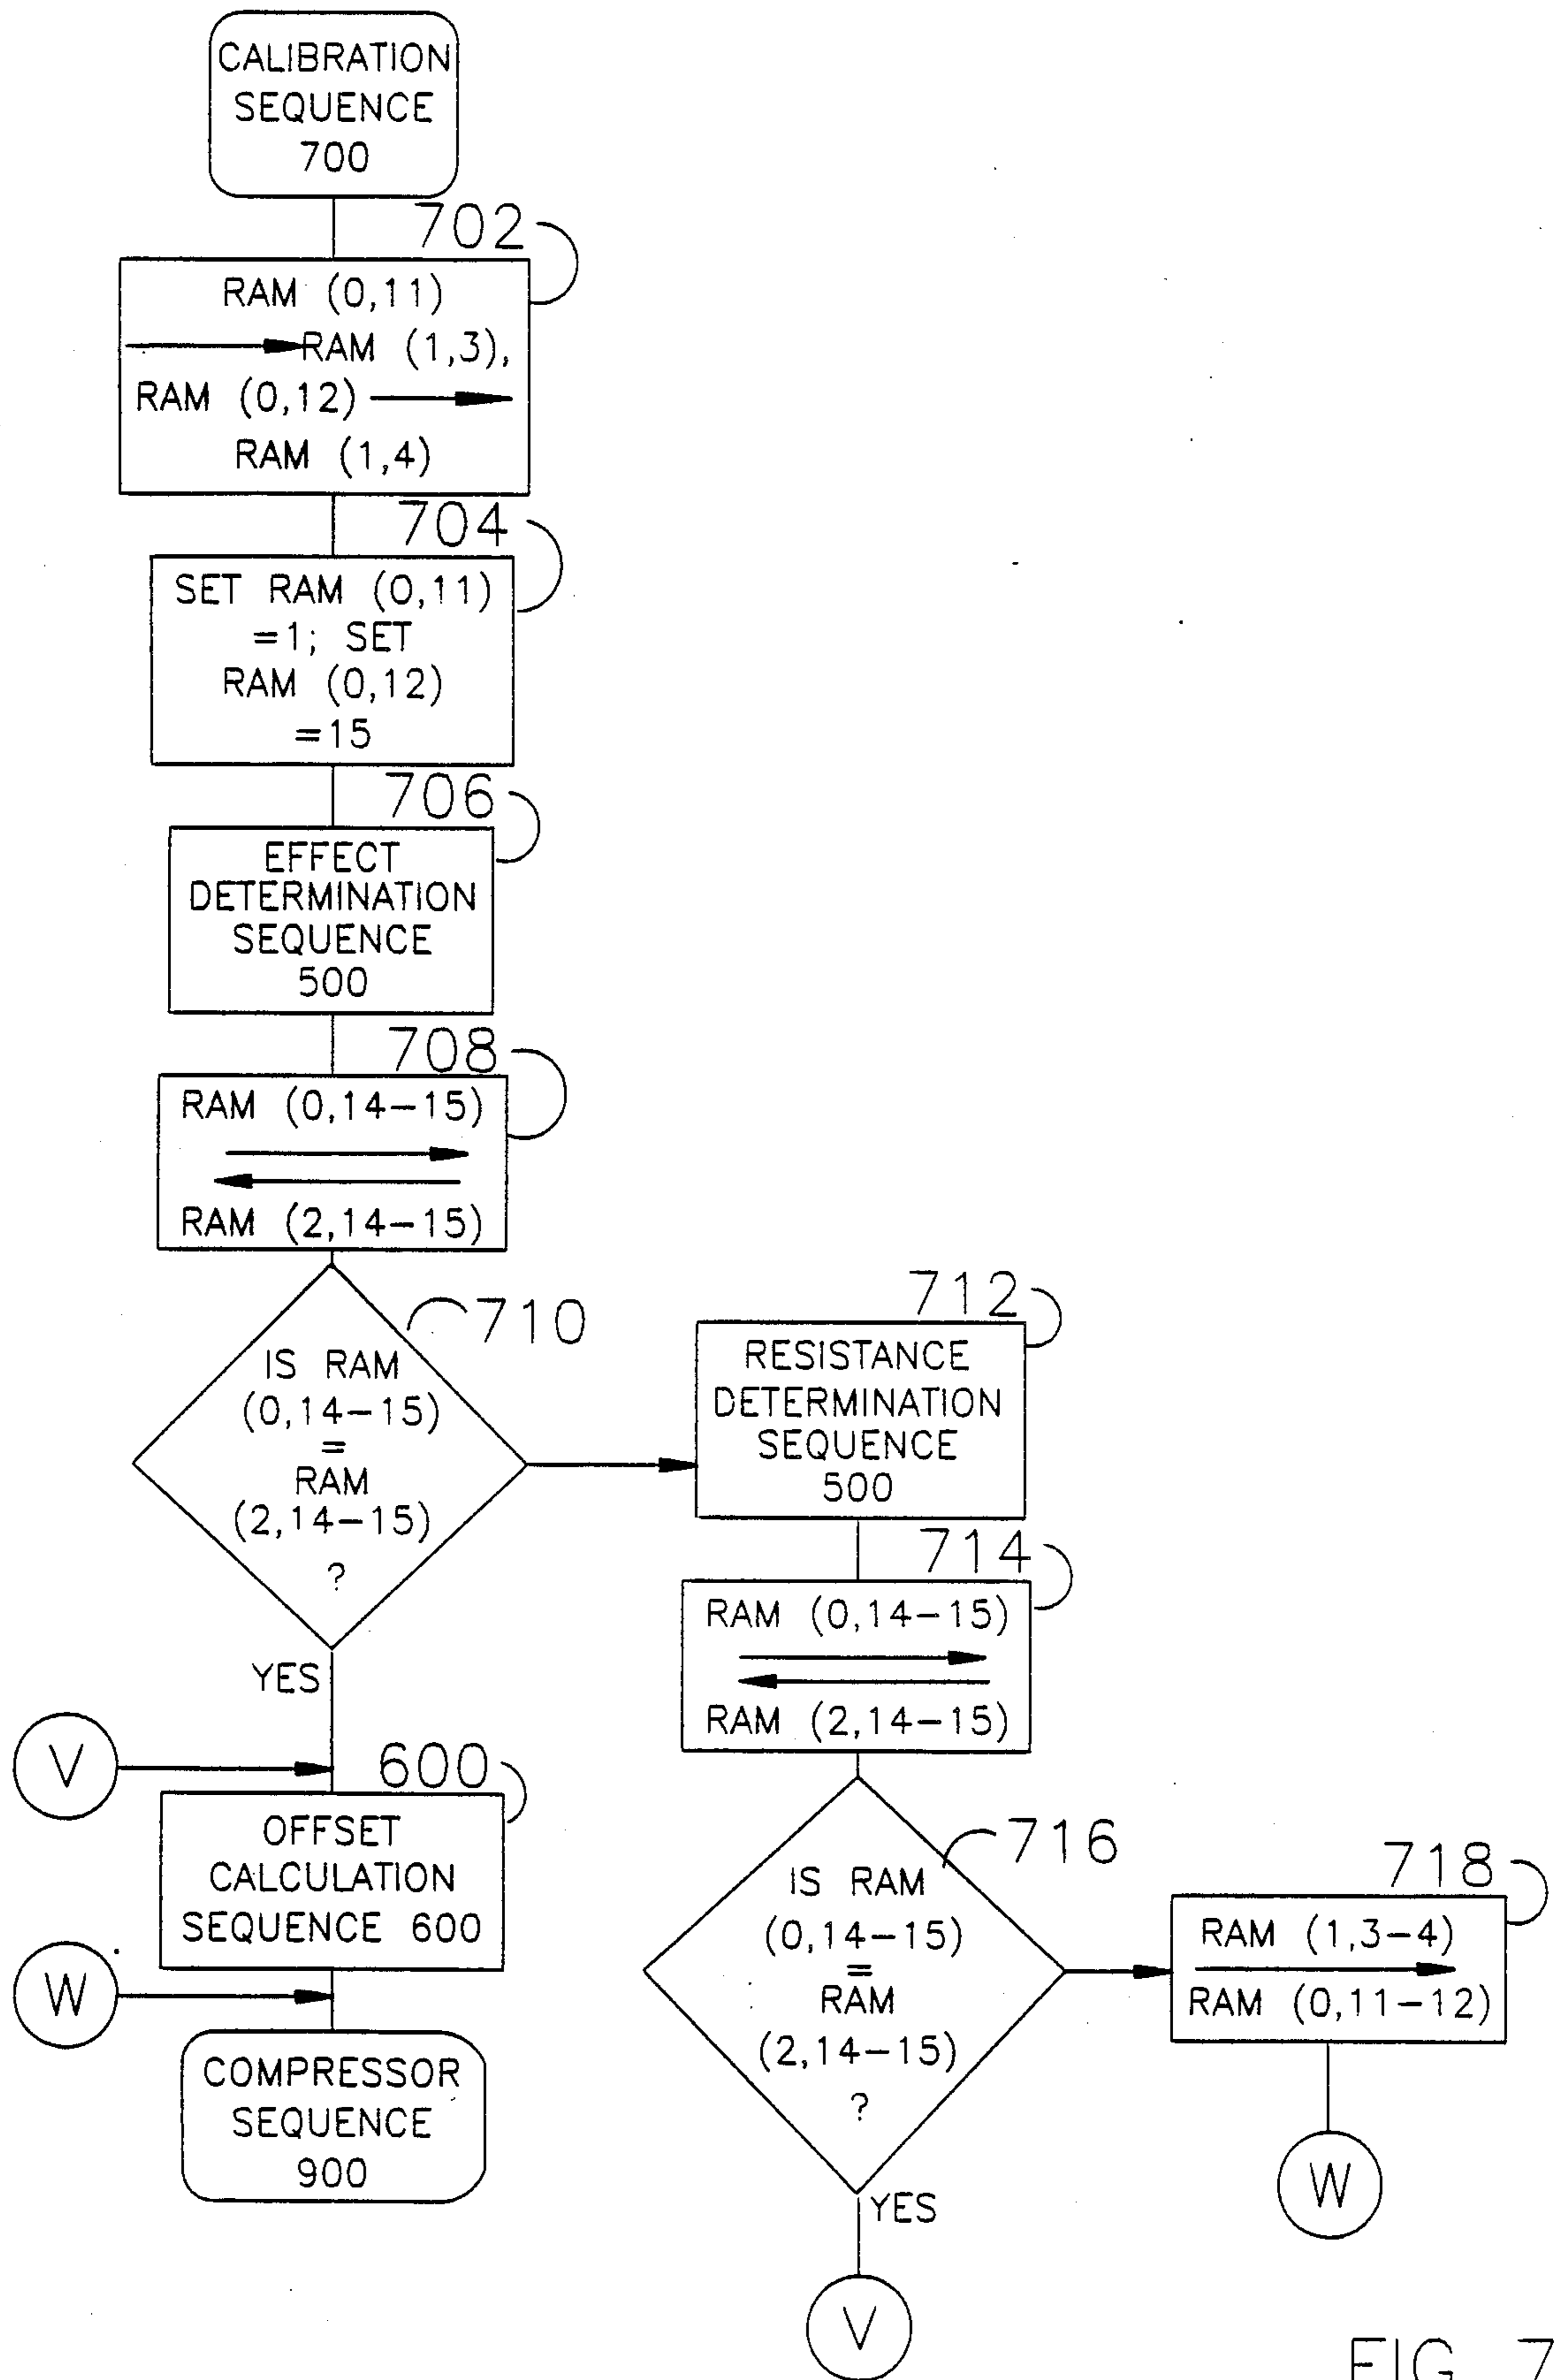 CALIBRATION
SEQUENCE
700
702
RAM (0,11)
RAM (1,3),
RAM (0,12)
RAM (1,4)
704
SET RAM (0,11)
=1; SET
RAM (0,12)
=15
706
EFFECT
DETERMINATION
SEQUENCE
500
708
RAM (0,14-15)
RAM (2,14-15)
710
IS RAM
(0,14-15)
=
RAM
(2,14-15)
?
YES
712
RESISTANCE
DETERMINATION
SEQUENCE
500
714
RAM (0,14-15)
RAM (2,14-15)
716
IS RAM
(0,14-15)
=
RAM
(2,14-15)
?
YES
V
718
RAM (1,3-4)
RAM (0,11-12)
W
V
600
OFFSET
CALCULATION
SEQUENCE 600
W
COMPRESSOR
SEQUENCE
900
FIG. 7